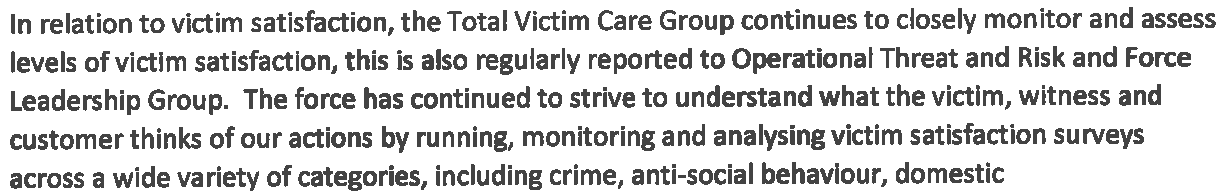 In relation to victim satisfaction, the Total Victim Care Group continues to closely monitor and assess
levels of victim satisfaction, this is also regularly reported to Operational Threat and Risk and Force
Leadership Group.  The force has continued to strive to understand what the victim, witness and
customer thinks of our actions by running, monitoring and analysing victim satisfaction surveys
across a wide variety of categories, including crime, anti-social behaviour, domestic